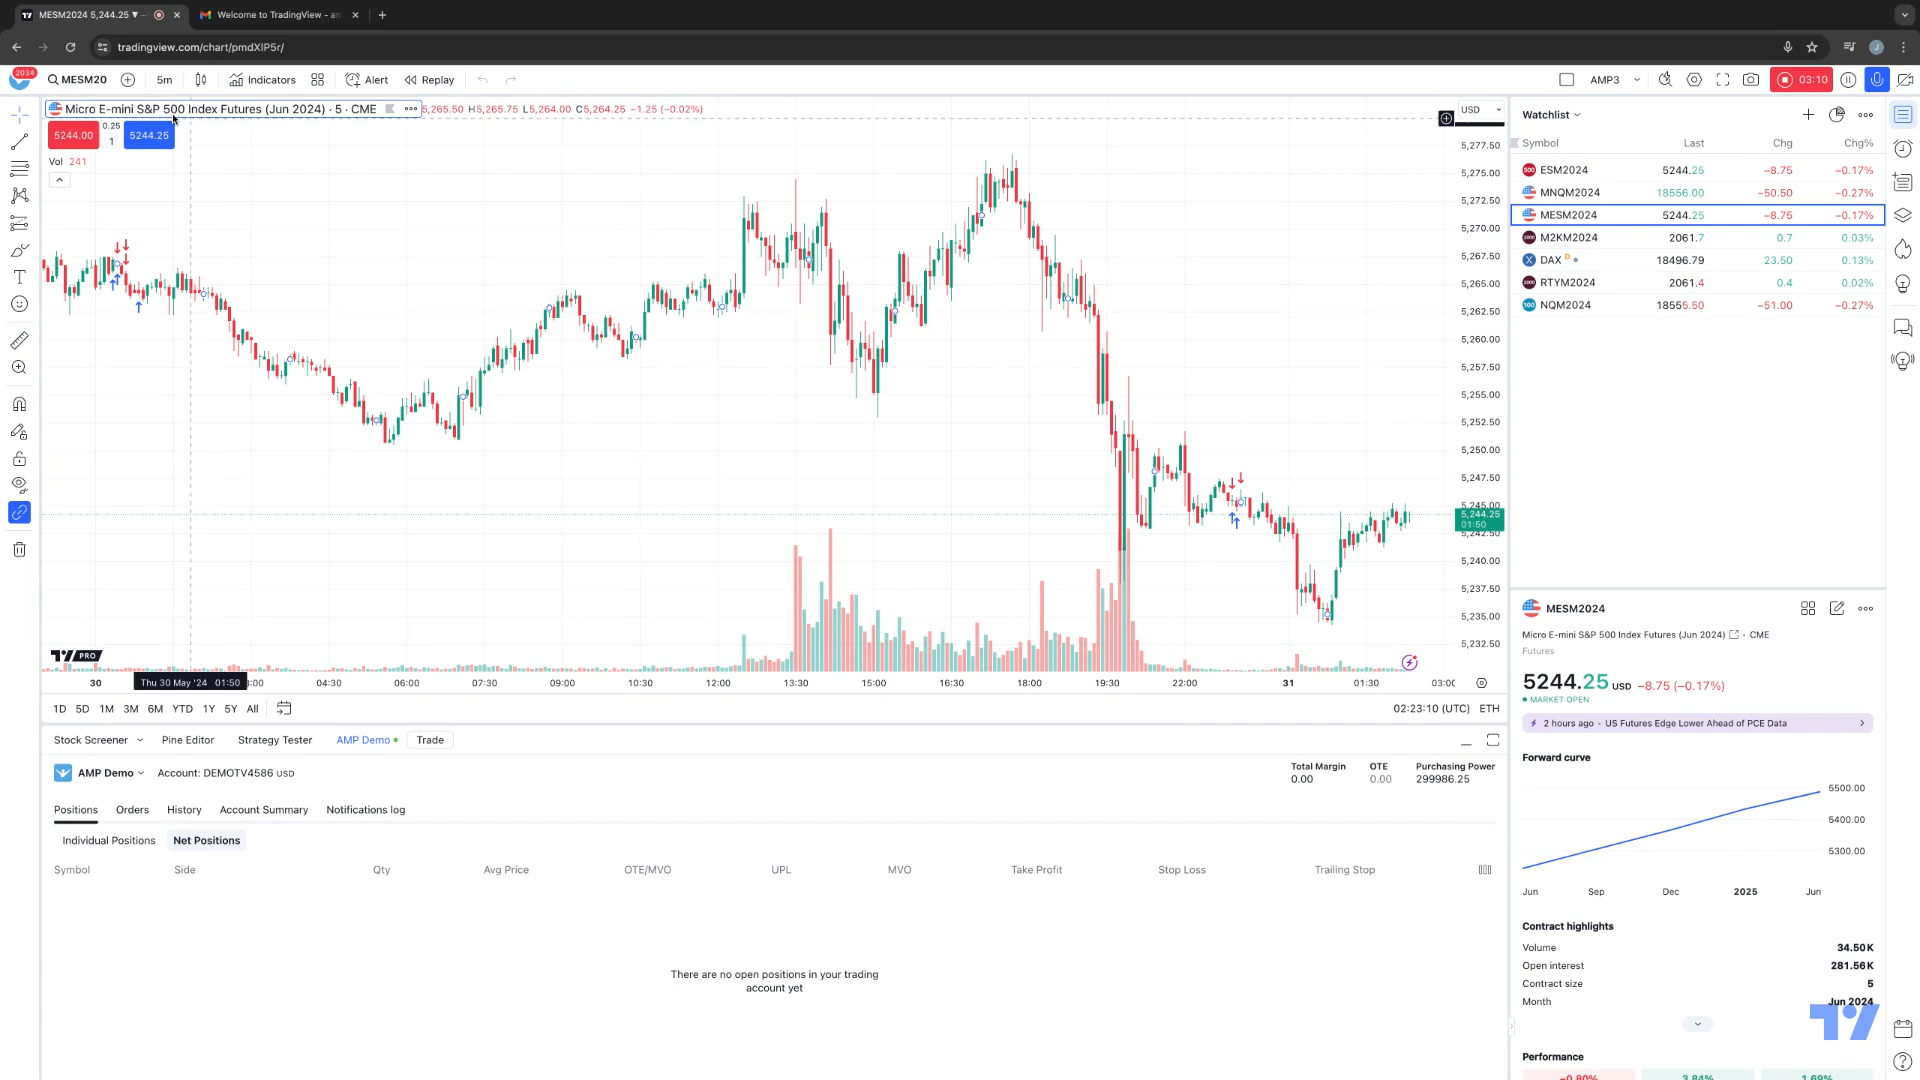 MESM2024 5,244.25 ▼ −
Welcome to TradingView - am
tradingview.com/chart/pmdXIP5r/
2034
MESM20
5m
Indicators
Alert
Replay
AMP3
03:10
Micro E-mini S&P 500 Index Futures (Jun 2024) · 5 · CME
5,265.50 H5,265.75 L5,264.00 C5,264.25 −1.25 (−0.02%)
USD
5244.00
0.25
1
5244.25
Vol 241
5,277.50
5,275.00
5,272.50
5,270.00
5,267.50
5,265.00
5,262.50
5,260.00
5,257.50
5,255.00
5,252.50
5,250.00
5,247.50
5,245.00
5,244.25
01:50
5,242.50
5,240.00
5,237.50
5,235.00
5,232.50
PRO
30
Thu 30 May '24 01:50
3:00
04:30
06:00
07:30
09:00
10:30
12:00
13:30
15:00
16:30
18:00
19:30
22:00
31
01:30
03:00
1D 5D 1M 3M 6M YTD 1Y 5Y All
02:23:10 (UTC) ETH
Stock Screener
Pine Editor
Strategy Tester
AMP Demo
Trade
AMP Demo
Account: DEMOTV4586 USD
Total Margin
0.00
OTE
0.00
Purchasing Power
299986.25
Positions
Orders
History
Account Summary
Notifications log
Individual Positions
Net Positions
Symbol
Side
Qty
Avg Price
OTE/MVO
UPL
MVO
Take Profit
Stop Loss
Trailing Stop
There are no open positions in your trading
account yet
Watchlist
Symbol Last Chg Chg%
ESM2024 5244.25 −8.75 −0.17%
MNQM2024 18556.00 −50.50 −0.27%
MESM2024 5244.25 −8.75 −0.17%
M2KM2024 2061.7 0.7 0.03%
DAX D 18496.79 23.50 0.13%
RTYM2024 2061.4 0.4 0.02%
NQM2024 18555.50 −51.00 −0.27%
MESM2024
Micro E-mini S&P 500 Index Futures (Jun 2024) · CME
Futures
5244.25 USD −8.75 (−0.17%)
MARKET OPEN
2 hours ago · US Futures Edge Lower Ahead of PCE Data
Forward curve
5500.00
5400.00
5300.00
Jun
Sep
Dec
2025
Jun
Contract highlights
Volume 34.50K
Open interest 281.56K
Contract size 5
Month Jun 2024
Performance
−0.80%
3.84%
1.69%